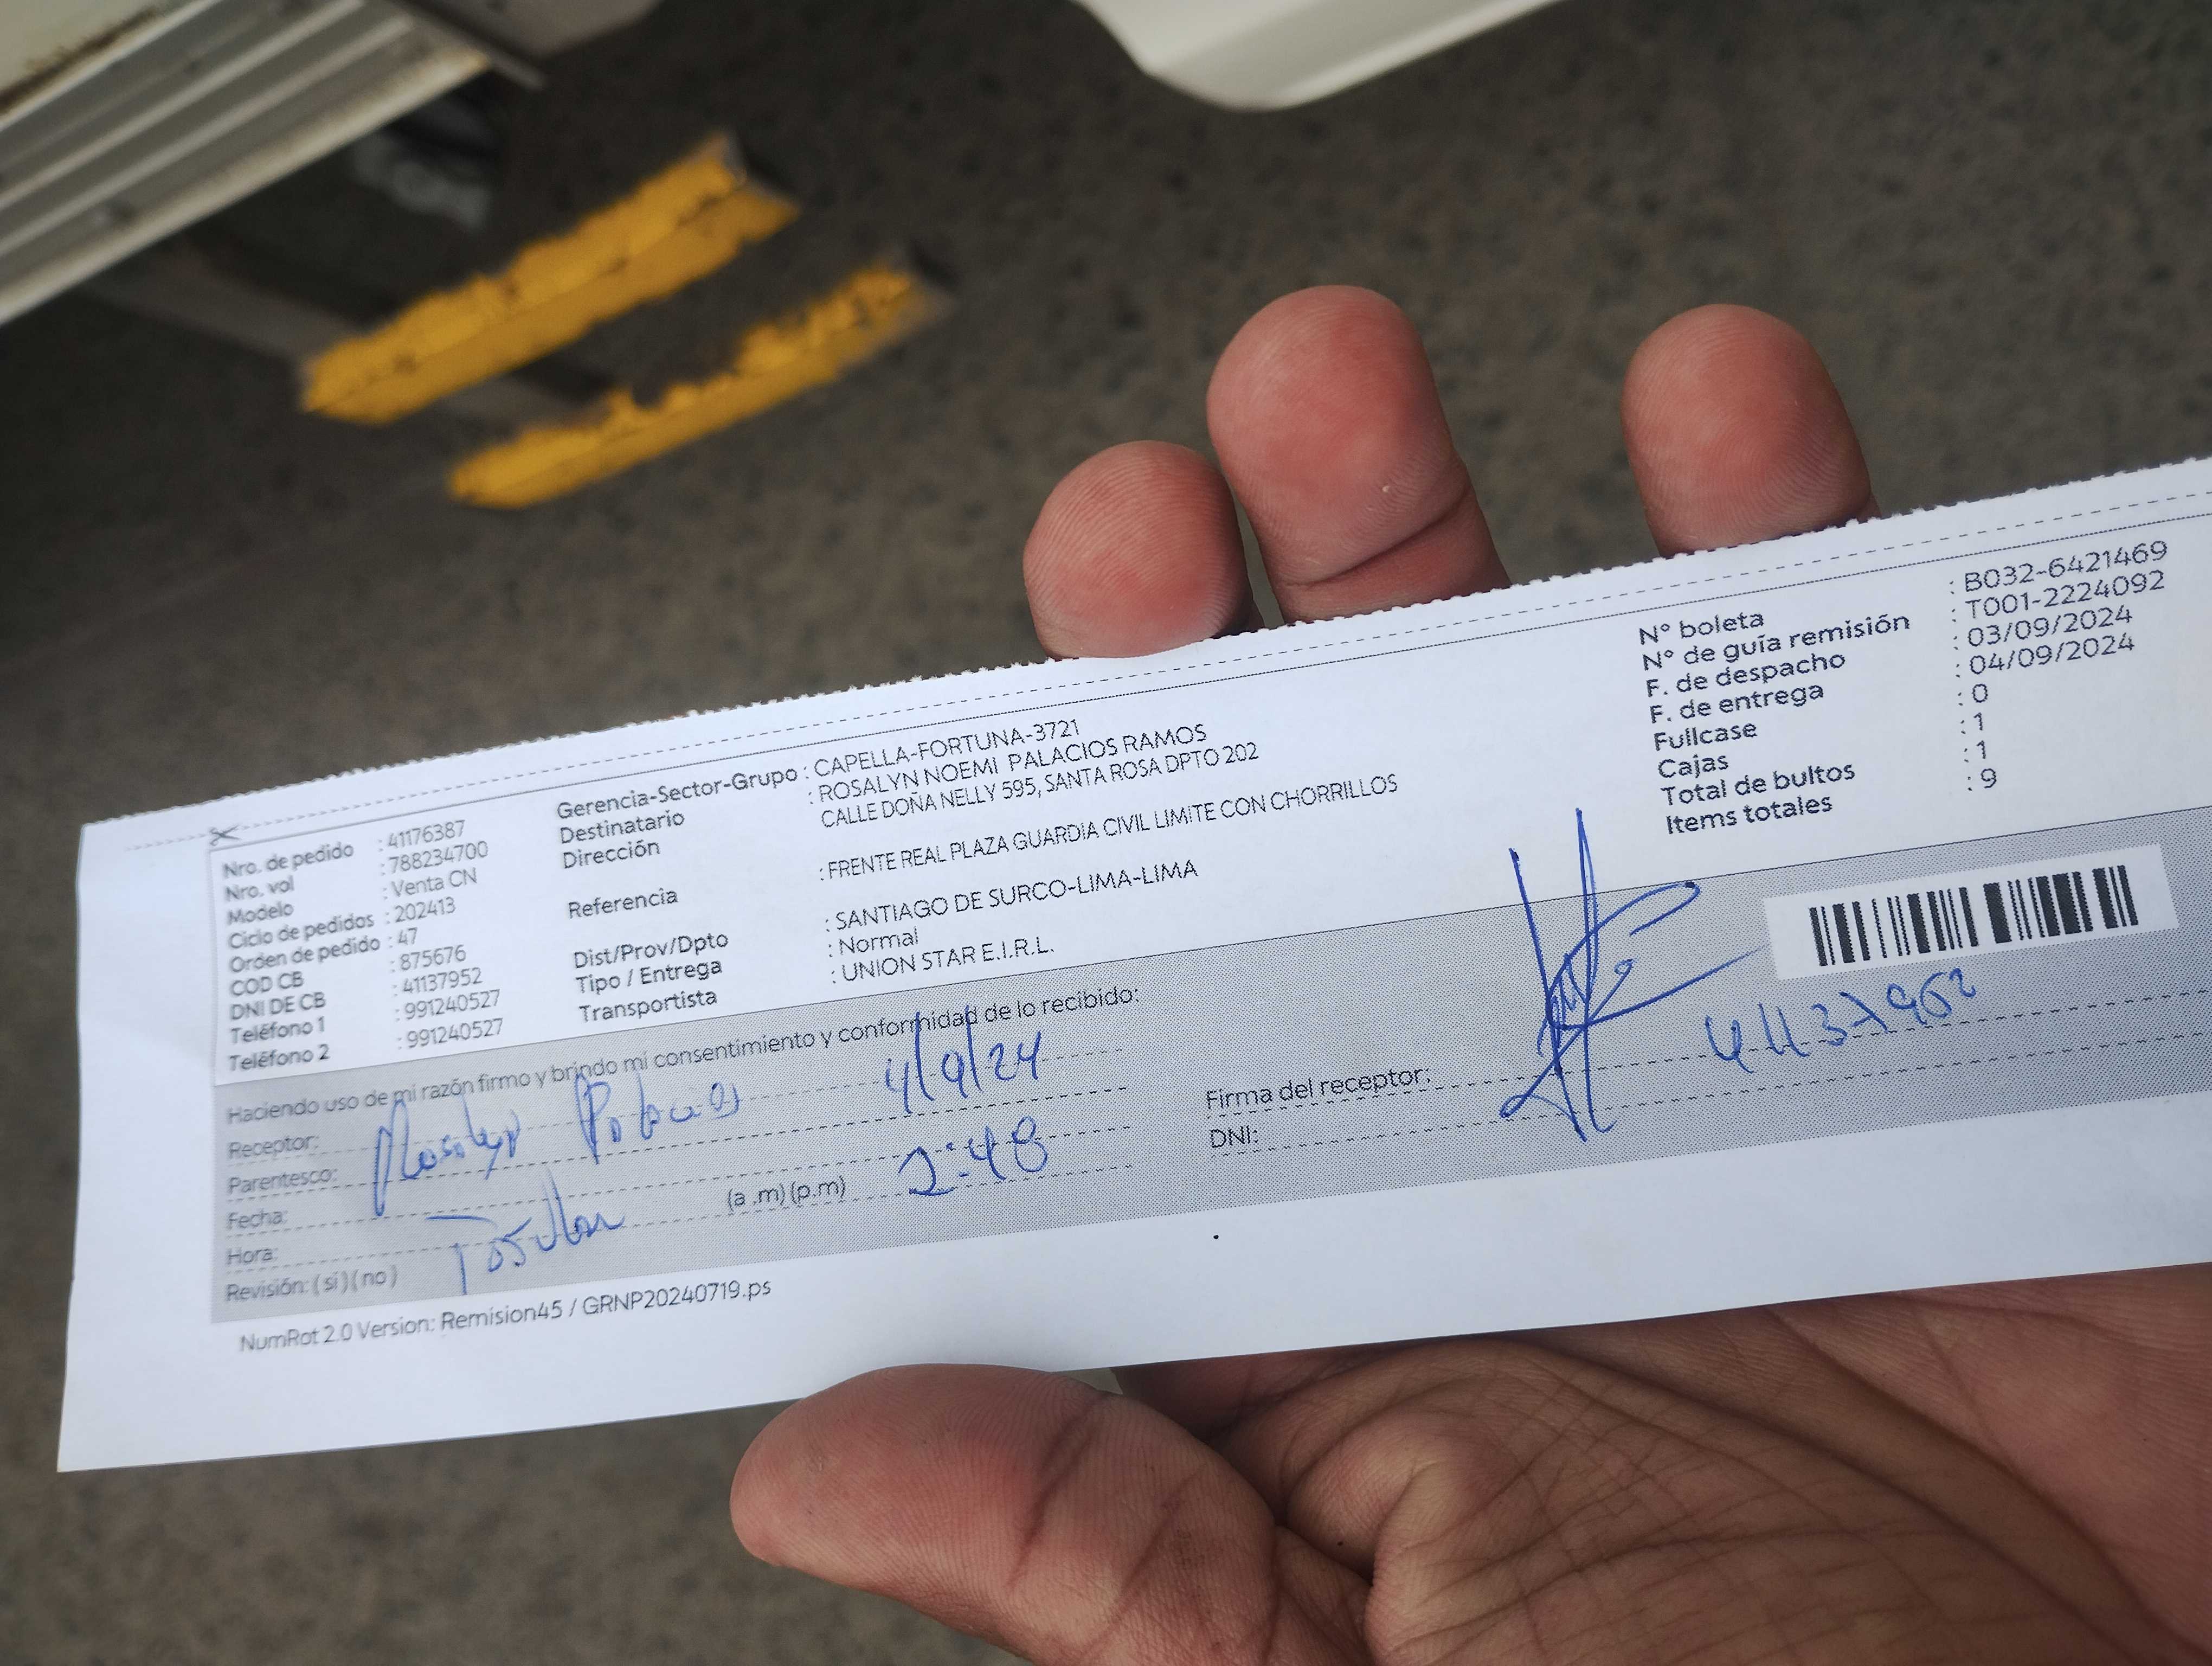 Nro. de pedido : 41176387
Nro. vol : 788234700
Modelo : Venta CN
Ciclo de pedidos : 202413
Orden de pedido : 47
COD CB : 875676
DNI DE CB : 41137952
Teléfono 1 : 991240527
Teléfono 2 : 991240527
Gerencia-Sector-Grupo : CAPELLA-FORTUNA-3721
Destinatario : ROSALYN NOEMI PALACIOS RAMOS
Dirección CALLE DOÑA NELLY 595, SANTA ROSA DPTO 202
Referencia : FRENTE REAL PLAZA GUARDIA CIVIL LIMITE CON CHORRILLOS
Dist/Prov/Dpto : SANTIAGO DE SURCO-LIMA-LIMA
Tipo / Entrega : Normal
Transportista : UNION STAR E.I.R.L.
N° boleta : B032-6421469
N° de guía remisión : T001-2224092
F. de despacho : 03/09/2024
F. de entrega : 04/09/2024
Fullcase : 0
Cajas : 1
Total de bultos : 1
Items totales : 9
Haciendo uso de mi razón firmo y brindo mi consentimiento y conformidad de lo recibido:
Receptor: Rosalyn Palacios
Parentesco:
Fecha: 4/9/24
Hora: (a .m) (p.m) 2:48
Revisión: (si) (no)
Firma del receptor:
DNI: 41137952
NumRot 2.0 Version: Remision45 / GRNP20240719.ps